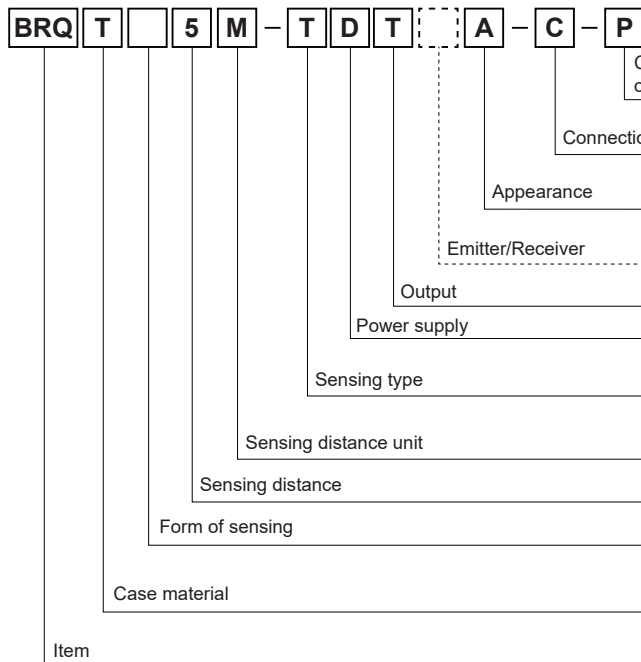 BRQ T 5 M – T D T A – C – P
Appearance
Emitter/Receiver
Output
Power supply
Sensing type
Sensing distance unit
Sensing distance
Form of sensing
Case material
Item